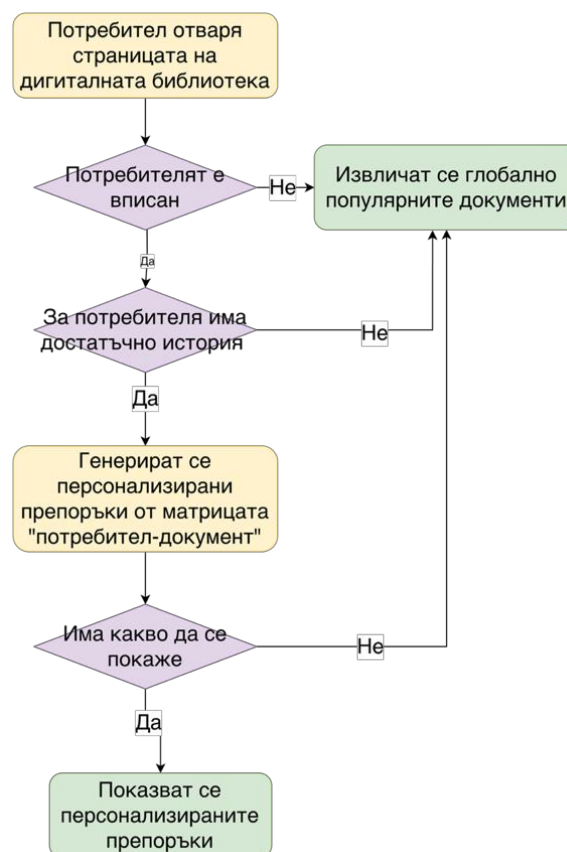 Потребител отваря
страницата на
дигиталната библиотека
Потребителят е
вписан
Не
Извличат се глобално
популярните документи
Да
За потребителя има
достатъчно история
Не
Да
Генерират се
персонализирани
препоръки от матрицата
"потребител-документ"
Има какво да се
покаже
Не
Да
Показват се
персонализираните
препоръки